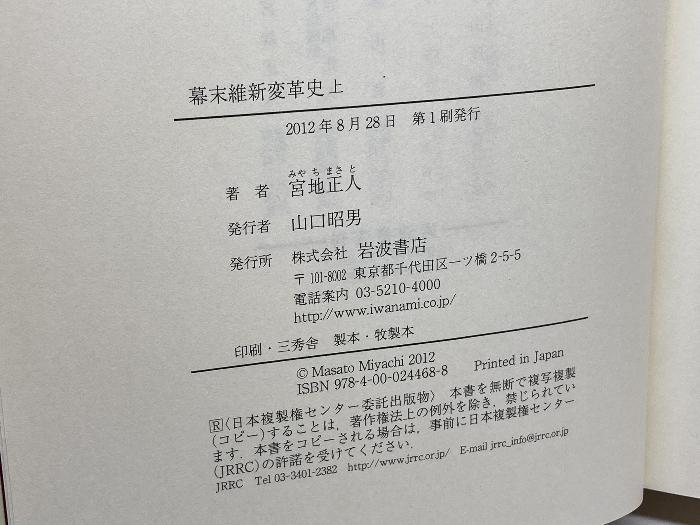 幕末維新変革史 上
2012年8月28日 第1刷発行
みや ち まさ と
著 者 宮地正人
発行者 山口昭男
発行所 株式会社 岩波書店
〒101-8002 東京都千代田区一ツ橋2-5-5
電話案内 03-5210-4000
http://www.iwanami.co.jp/
印刷・三秀舎 製本・牧製本
© Masato Miyachi 2012
ISBN 978-4-00-024468-8 Printed in Japan
Ⓡ〈日本複製権センター委託出版物〉 本書を無断で複写複製
(コピー)することは,著作権法上の例外を除き,禁じられてい
ます.本書をコピーされる場合は,事前に日本複製権センター
(JRRC)の許諾を受けてください.
JRRC Tel 03-3401-2382 http://www.jrrc.or.jp/ E-mail jrrc_info@jrrc.or.jp